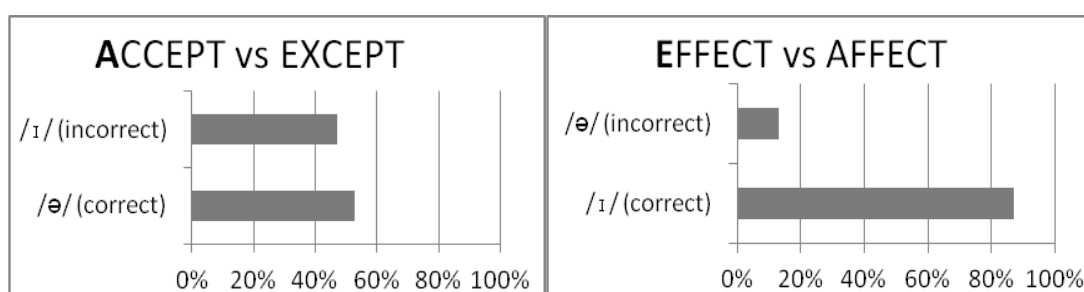 ACCEPT vs EXCEPT
/ɪ/ (incorrect)
/ə/ (correct)
0% 20% 40% 60% 80% 100%
EFFECT vs AFFECT
/ə/ (incorrect)
/ɪ/ (correct)
0% 20% 40% 60% 80% 100%